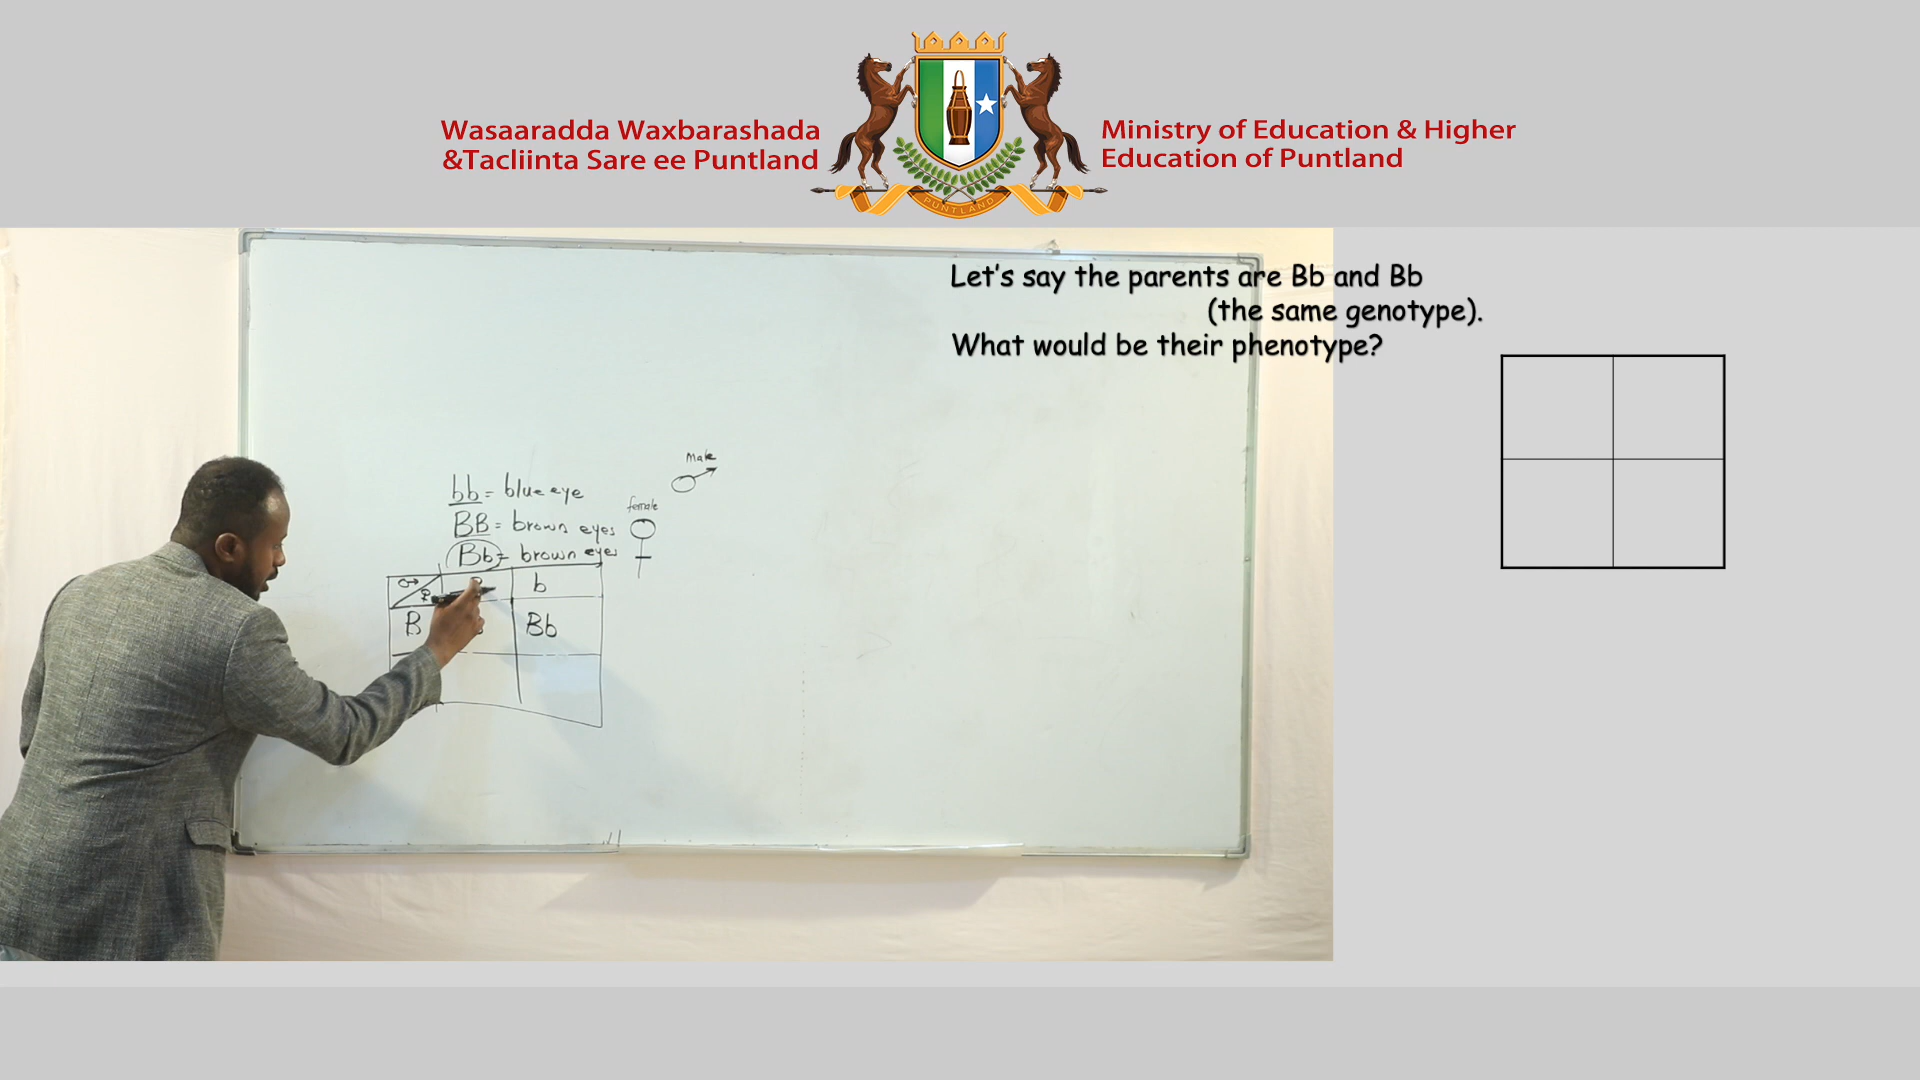 Wasaaradda Waxbarashada
&Tacliinta Sare ee Puntland
Ministry of Education & Higher
Education of Puntland
PUNTLAND
Let's say the parents are Bb and Bb
(the same genotype).
What would be their phenotype?
Male
bb = blue eye
female
BB = brown eyes
Bb = brown eyes
b
B
Bb